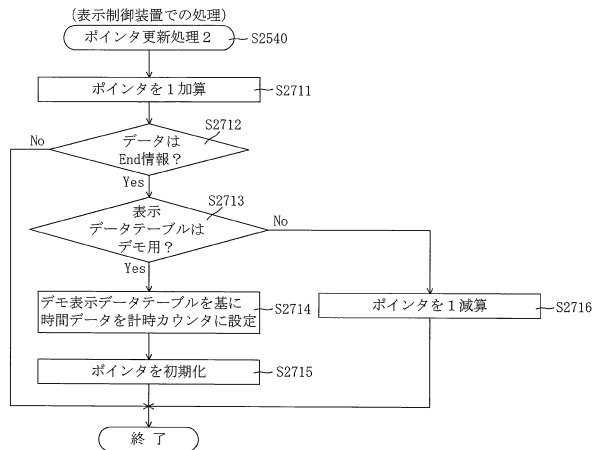 (表示制御装置での処理)
ポインタ更新処理2
S2540
ポインタを1加算
S2711
S2712
No
データは
End情報?
Yes
S2713
表示
データテーブルは
デモ用?
No
Yes
デモ表示データテーブルを基に
時間データを計時カウンタに設定
S2714
ポインタを1減算
S2716
ポインタを初期化
S2715
終了